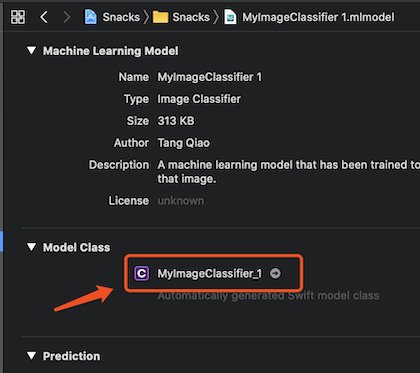 Snacks Snacks MyImageClassifier 1.mlmodel
Machine Learning Model
Name MyImageClassifier 1
Type Image Classifier
Size 313 KB
Author Tang Qiao
Description A machine learning model that has been trained to
that image.
License unknown
Model Class
C MyImageClassifier_1
Automatically generated Swift model class
Prediction